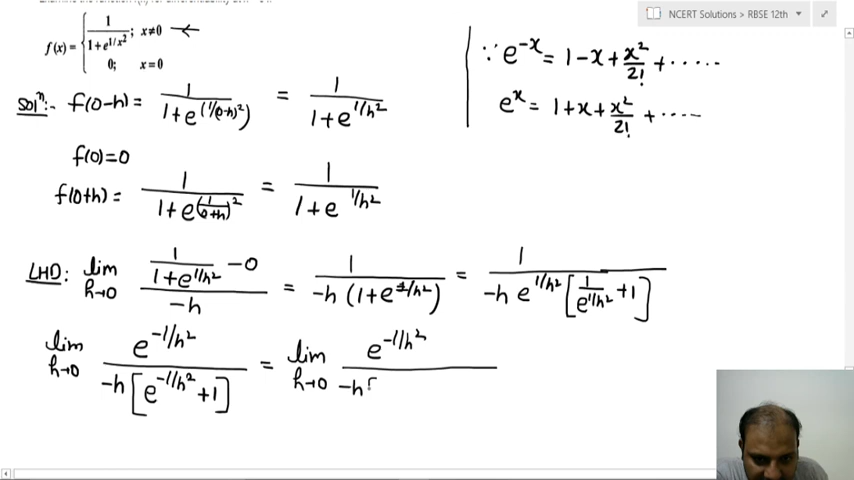 NCERT Solutions > RBSE 12th
f(x) = { 1/(1+e^(1/x²)); x≠0 ←
0; x=0
∵ e^(-x) = 1-x+x²/2! + .....
e^x = 1+x+x²/2! + ....
Solⁿ:- f(0-h) = 1/(1+e^(1/(0-h)²)) = 1/(1+e^(1/h²))
f(0)=0
f(0+h) = 1/(1+e^(1/(0+h))²) = 1/(1+e^(1/h²))
LHD: lim h→0 (1/(1+e^(1/h²)) - 0)/(-h) = 1/(-h(1+e^(1/h²))) = 1/(-h e^(1/h²) [1/e^(1/h²) + 1])
lim h→0 e^(-1/h²)/(-h[e^(-1/h²)+1]) = lim h→0 e^(-1/h²)/(-h[